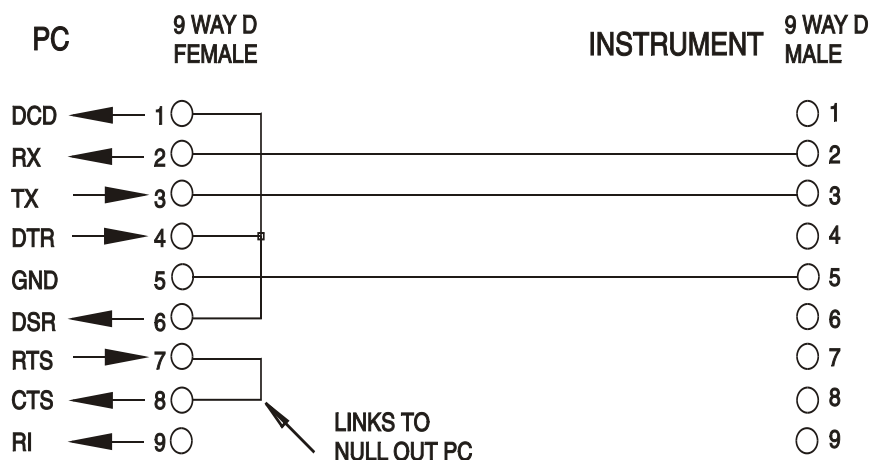 PC
9 WAY D
FEMALE
INSTRUMENT
9 WAY D
MALE
DCD 1 1
RX 2 2
TX 3 3
DTR 4 4
GND 5 5
DSR 6 6
RTS 7 7
CTS 8 8
RI 9 9
LINKS TO
NULL OUT PC